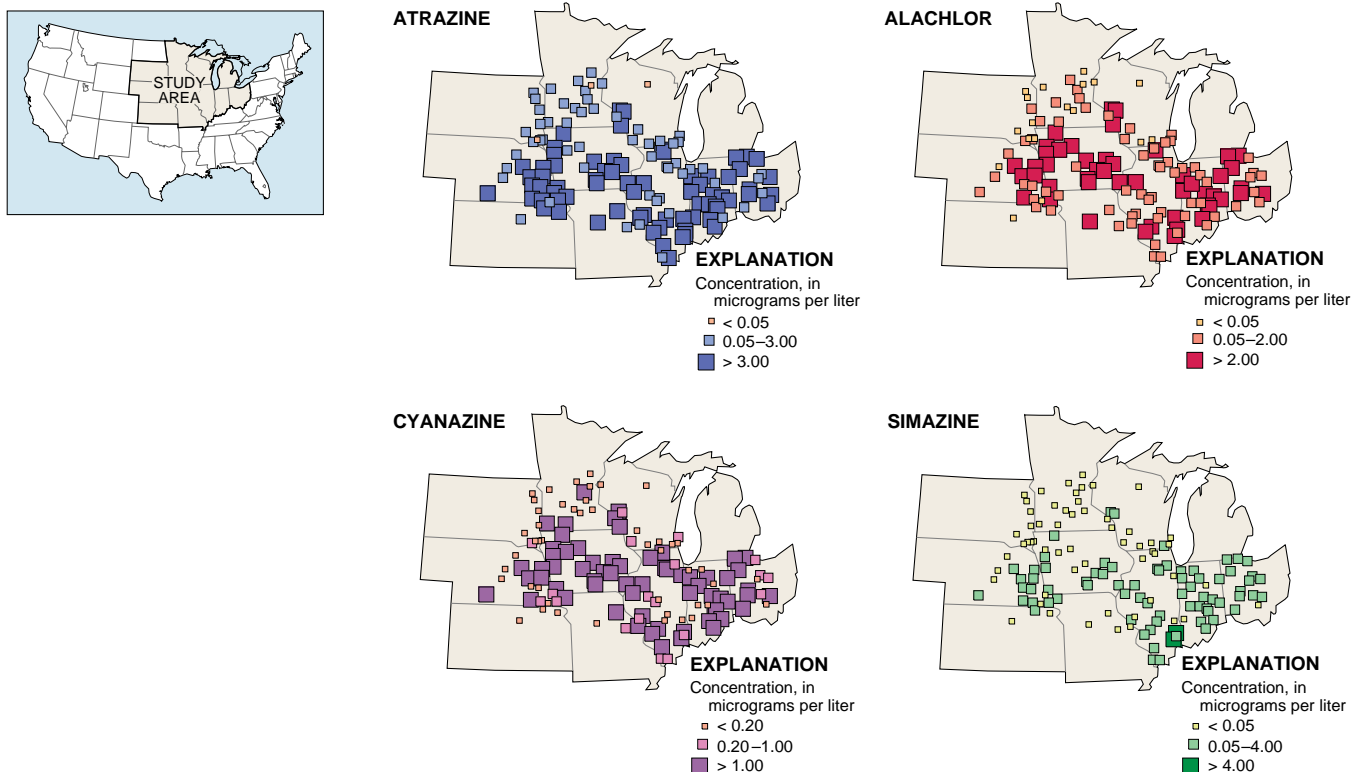 STUDY
AREA
ATRAZINE
EXPLANATION
Concentration, in
micrograms per liter
< 0.05
0.05–3.00
> 3.00
ALACHLOR
EXPLANATION
Concentration, in
micrograms per liter
< 0.05
0.05–2.00
> 2.00
CYANAZINE
EXPLANATION
Concentration, in
micrograms per liter
< 0.20
0.20–1.00
> 1.00
SIMAZINE
EXPLANATION
Concentration, in
micrograms per liter
< 0.05
0.05–4.00
> 4.00